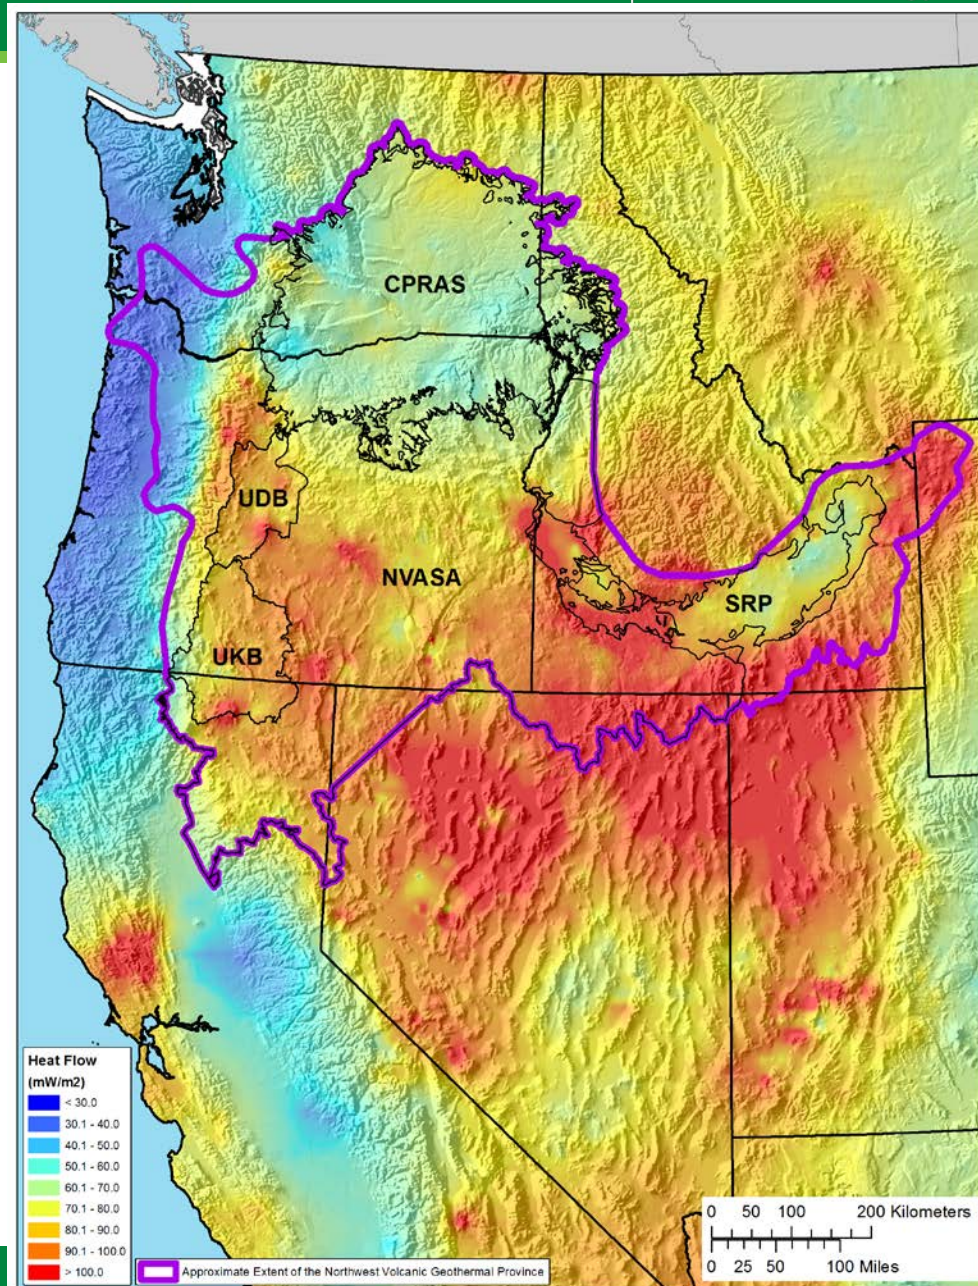 CPRAS
UDB
NVASA
SRP
UKB
Heat Flow
(mW/m2)
< 30.0
30.1 - 40.0
40.1 - 50.0
50.1 - 60.0
60.1 - 70.0
70.1 - 80.0
80.1 - 90.0
90.1 - 100.0
> 100.0
Approximate Extent of the Northwest Volcanic Geothermal Province
0 50 100 200 Kilometers
0 25 50 100 Miles